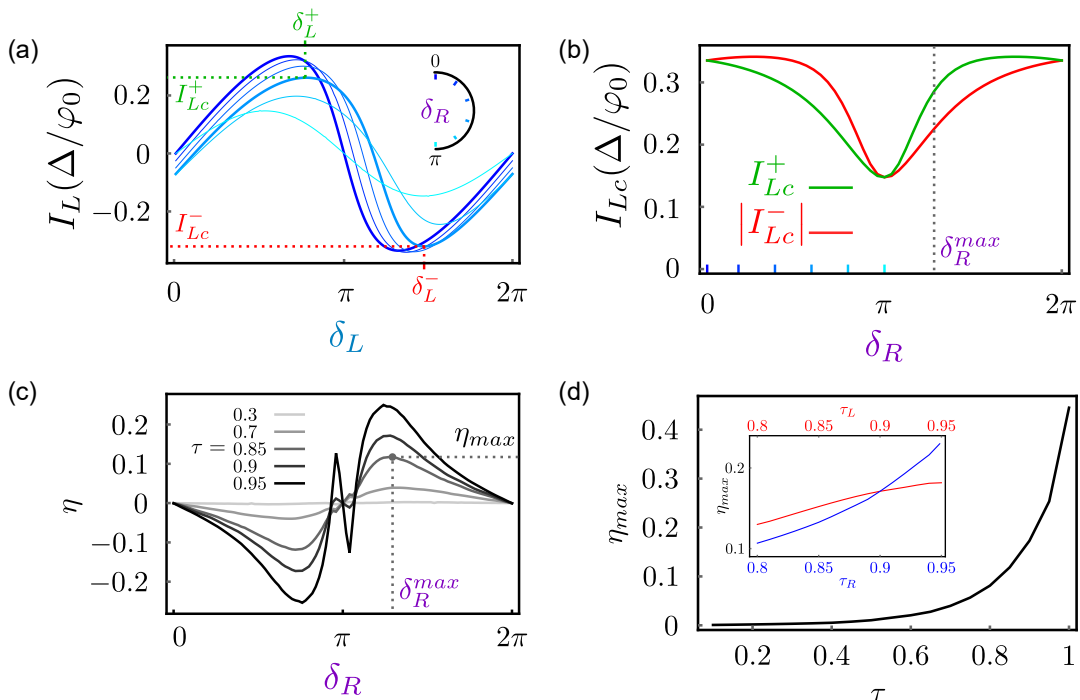 (a)
δ_L^+
I_L(Δ/φ_0)
0.2
0
−0.2
I_{Lc}^+
I_{Lc}^-
0
δ_R
π
δ_L^-
0
π
2π
δ_L
(b)
I_{Lc}(Δ/φ_0)
0.3
0.2
0.1
0
I_{Lc}^+
|I_{Lc}^-|
δ_R^{max}
0
π
2π
δ_R
(c)
η
0.2
0.1
0
−0.1
−0.2
0.3
0.7
τ = 0.85
0.9
0.95
η_{max}
δ_R^{max}
0
π
2π
δ_R
(d)
η_{max}
0.4
0.3
0.2
0.1
0
τ_L
0.8 0.85 0.9 0.95
η_{max}
0.2
0.1
0.8 0.85 0.9 0.95
τ_R
0.2 0.4 0.6 0.8 1
τ